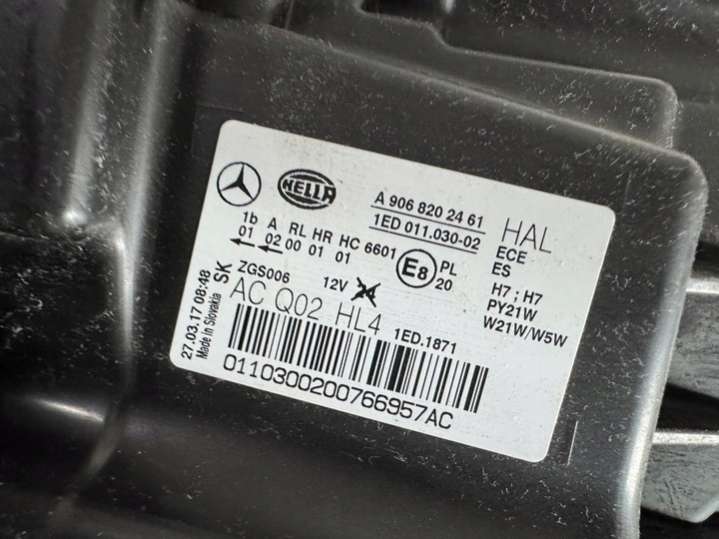 HELLA
A 906 820 24 61
1ED 011.030-02
HAL
ECE
ES
1b A RL HR HC 6601
01 02 00 01 01
E8 PL
20
H7 ; H7
PY21W
W21W/W5W
ZGS006
12V
SK
AC Q02 HL4
1ED.1871
27.03.17 08:48
Made in Slovakia
0110300200766957AC